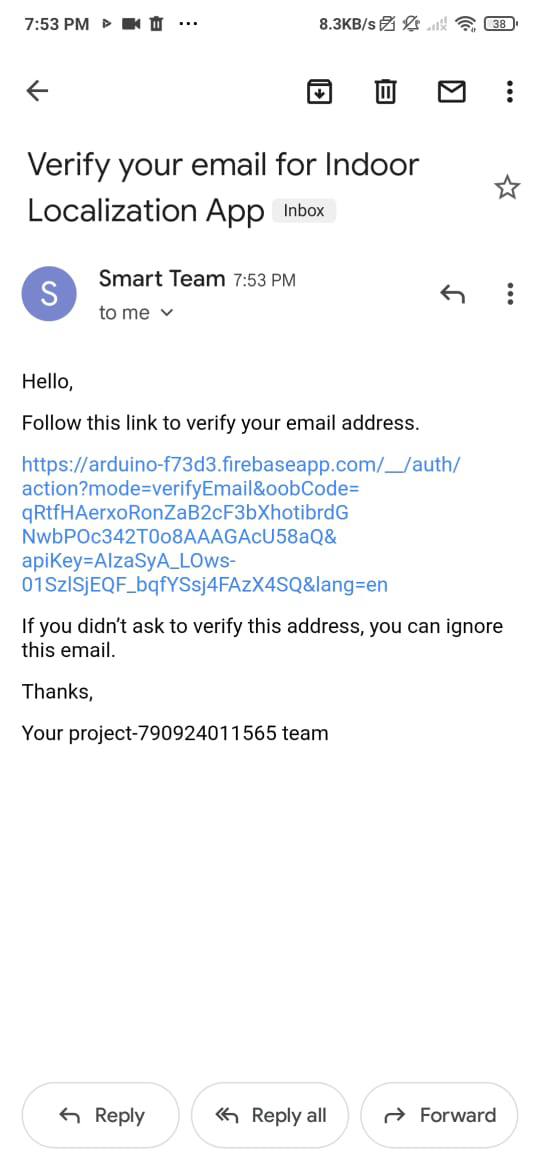 7:53 PM
8.3KB/s
38
Verify your email for Indoor
Localization App Inbox
S
Smart Team 7:53 PM
to me
Hello,
Follow this link to verify your email address.
https://arduino-f73d3.firebaseapp.com/__/auth/
action?mode=verifyEmail&oobCode=
qRtfHAerxoRonZaB2cF3bXhotibrdG
NwbPOc342T0o8AAAGAcU58aQ&
apiKey=AIzaSyA_LOws-
01SzlSjEQF_bqfYSsj4FAzX4SQ&lang=en
If you didn’t ask to verify this address, you can ignore
this email.
Thanks,
Your project-790924011565 team
Reply
Reply all
Forward